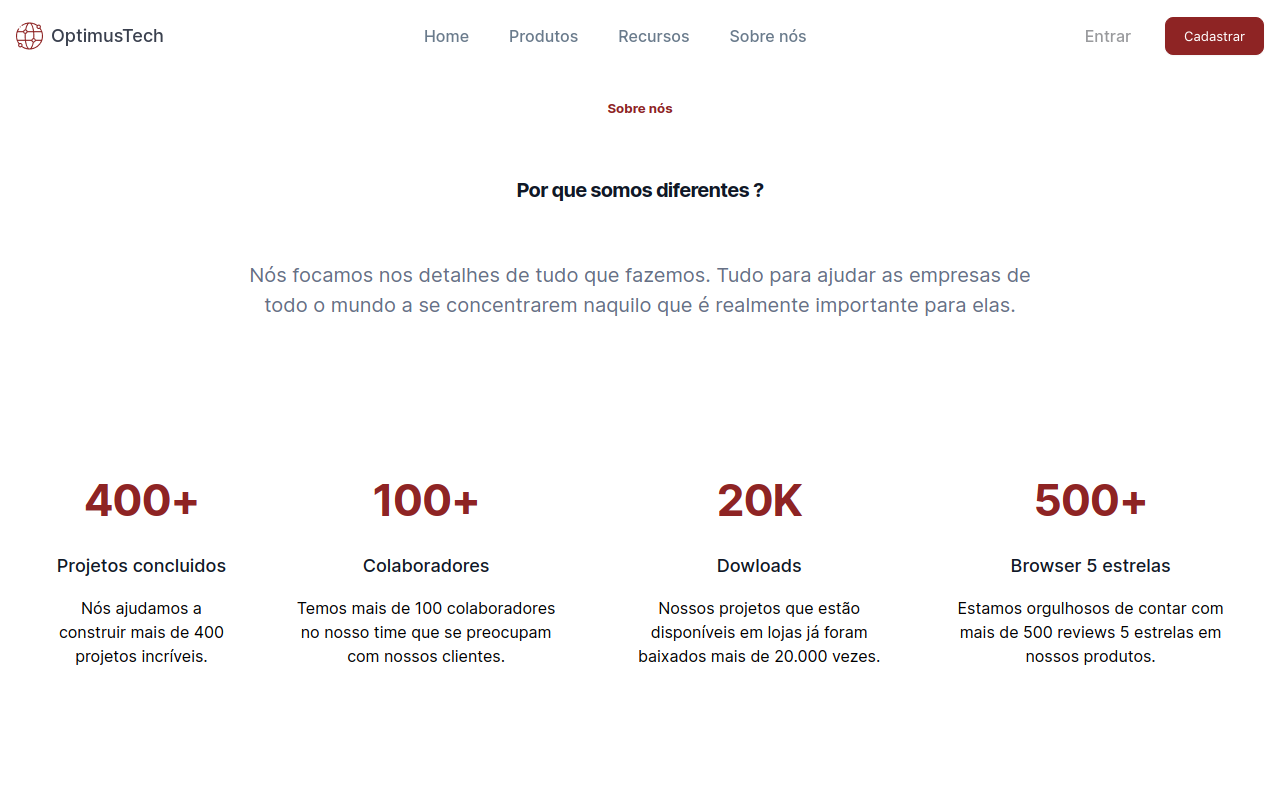 OptimusTech
Home
Produtos
Recursos
Sobre nós
Entrar
Cadastrar
Sobre nós
Por que somos diferentes ?
Nós focamos nos detalhes de tudo que fazemos. Tudo para ajudar as empresas de
todo o mundo a se concentrarem naquilo que é realmente importante para elas.
400+
Projetos concluidos
Nós ajudamos a
construir mais de 400
projetos incríveis.
100+
Colaboradores
Temos mais de 100 colaboradores
no nosso time que se preocupam
com nossos clientes.
20K
Dowloads
Nossos projetos que estão
disponíveis em lojas já foram
baixados mais de 20.000 vezes.
500+
Browser 5 estrelas
Estamos orgulhosos de contar com
mais de 500 reviews 5 estrelas em
nossos produtos.